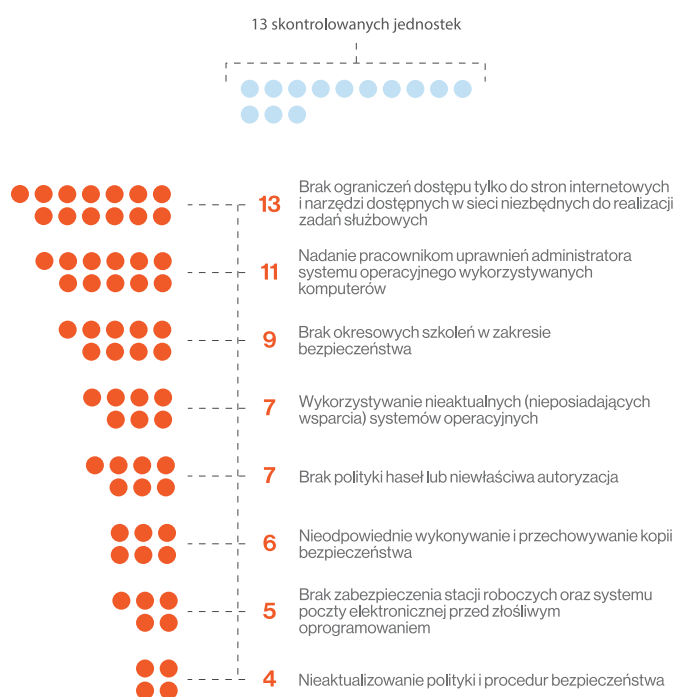 13 skontrolowanych jednostek
13
Brak ograniczeń dostępu tylko do stron internetowych
i narzędzi dostępnych w sieci niezbędnych do realizacji
zadań służbowych
11
Nadanie pracownikom uprawnień administratora
systemu operacyjnego wykorzystywanych
komputerów
9
Brak okresowych szkoleń w zakresie
bezpieczeństwa
7
Wykorzystywanie nieaktualnych (nieposiadających
wsparcia) systemów operacyjnych
7
Brak polityki haseł lub niewłaściwa autoryzacja
6
Nieodpowiednie wykonywanie i przechowywanie kopii
bezpieczeństwa
5
Brak zabezpieczenia stacji roboczych oraz systemu
poczty elektronicznej przed złośliwym
oprogramowaniem
4
Nieaktualizowanie polityki i procedur bezpieczeństwa